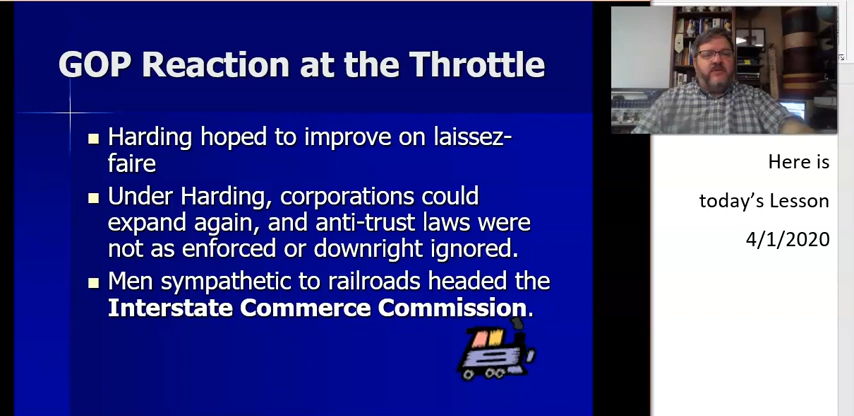 GOP Reaction at the Throttle
Harding hoped to improve on laissez-
faire
Under Harding, corporations could
expand again, and anti-trust laws were
not as enforced or downright ignored.
Men sympathetic to railroads headed the
Interstate Commerce Commission.
Here is
today’s Lesson
4/1/2020